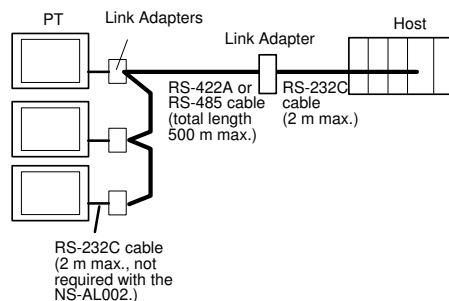 PT
Link Adapters
Host
Link Adapter
RS-422A or
RS-485 cable
(total length
500 m max.)
RS-232C
cable
(2 m max.)
RS-232C cable
(2 m max., not
required with the
NS-AL002.)